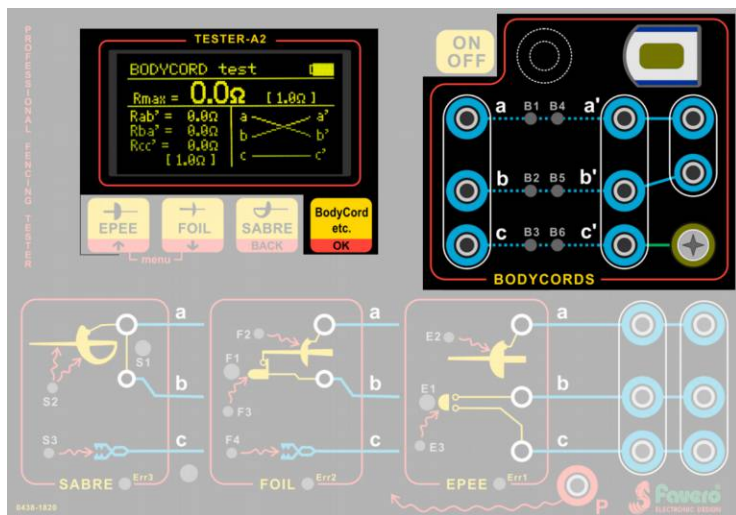 PROFESSIONAL FENCING TESTER
TESTER-A2
BODYCORD test
Rmax = 0.0Ω [ 1.0Ω ]
Rab' = 0.0Ω
Rba' = 0.0Ω
Rcc' = 0.0Ω
[ 1.0Ω ]
a a'
b b'
c c'
EPEE
↑
FOIL
↓
menu
SABRE
BACK
BodyCord
etc.
OK
ON
OFF
a B1 B4 a'
b B2 B5 b'
c B3 B6 c'
BODYCORDS
a
S1
b
S2
S3
c
SABRE Err3
a
F2
F1
b
F3
F4
c
FOIL Err2
a
E2
E1
b
E3
c
EPEE Err1
P
Favero
ELECTRONIC DESIGN
0438-1820